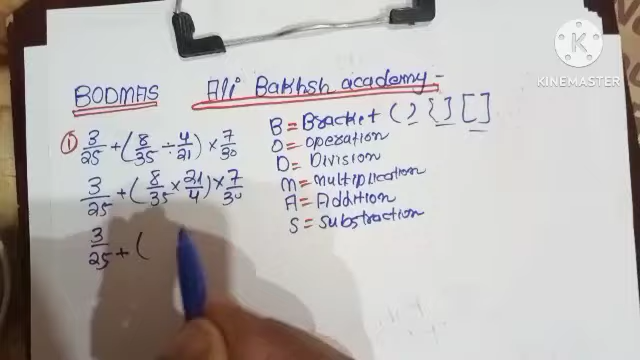 BODMAS Ali Bakhsh academy-
KINEMASTER
① 3/25 + (8/35 ÷ 4/21) × 7/30
3/25 + (8/35 × 21/4) × 7/30
3/25 + (
B = Bracket ( ) { } [ ]
O = operation
D = Division
M = multiplication
A = Addition
S = substraction